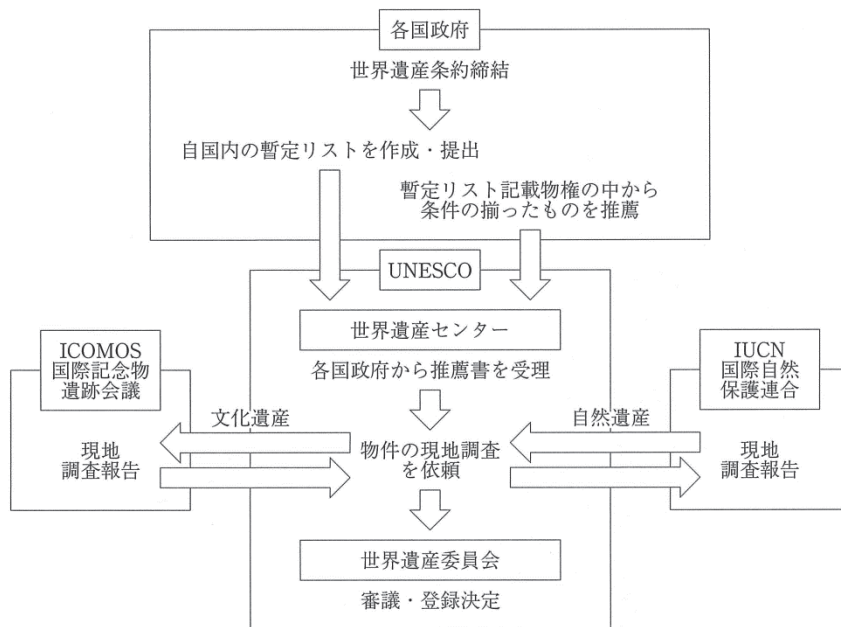 各国政府
世界遺産条約締結
自国内の暫定リストを作成・提出
暫定リスト記載物権の中から
条件の揃ったものを推薦
UNESCO
世界遺産センター
各国政府から推薦書を受理
ICOMOS
国際記念物
遺跡会議
IUCN
国際自然
保護連合
文化遺産
自然遺産
現地
調査報告
物件の現地調査
を依頼
現地
調査報告
世界遺産委員会
審議・登録決定